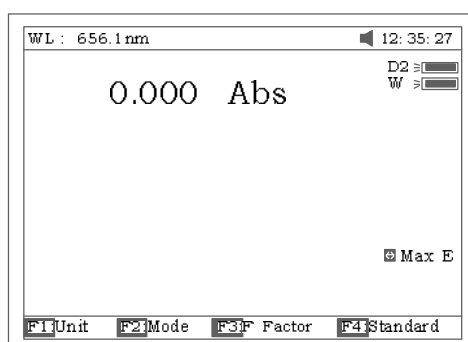 WL : 656.1nm 12:35:27
D2
W
0.000 Abs
Max E
F1:Unit F2:Mode F3:F Factor F4:Standard